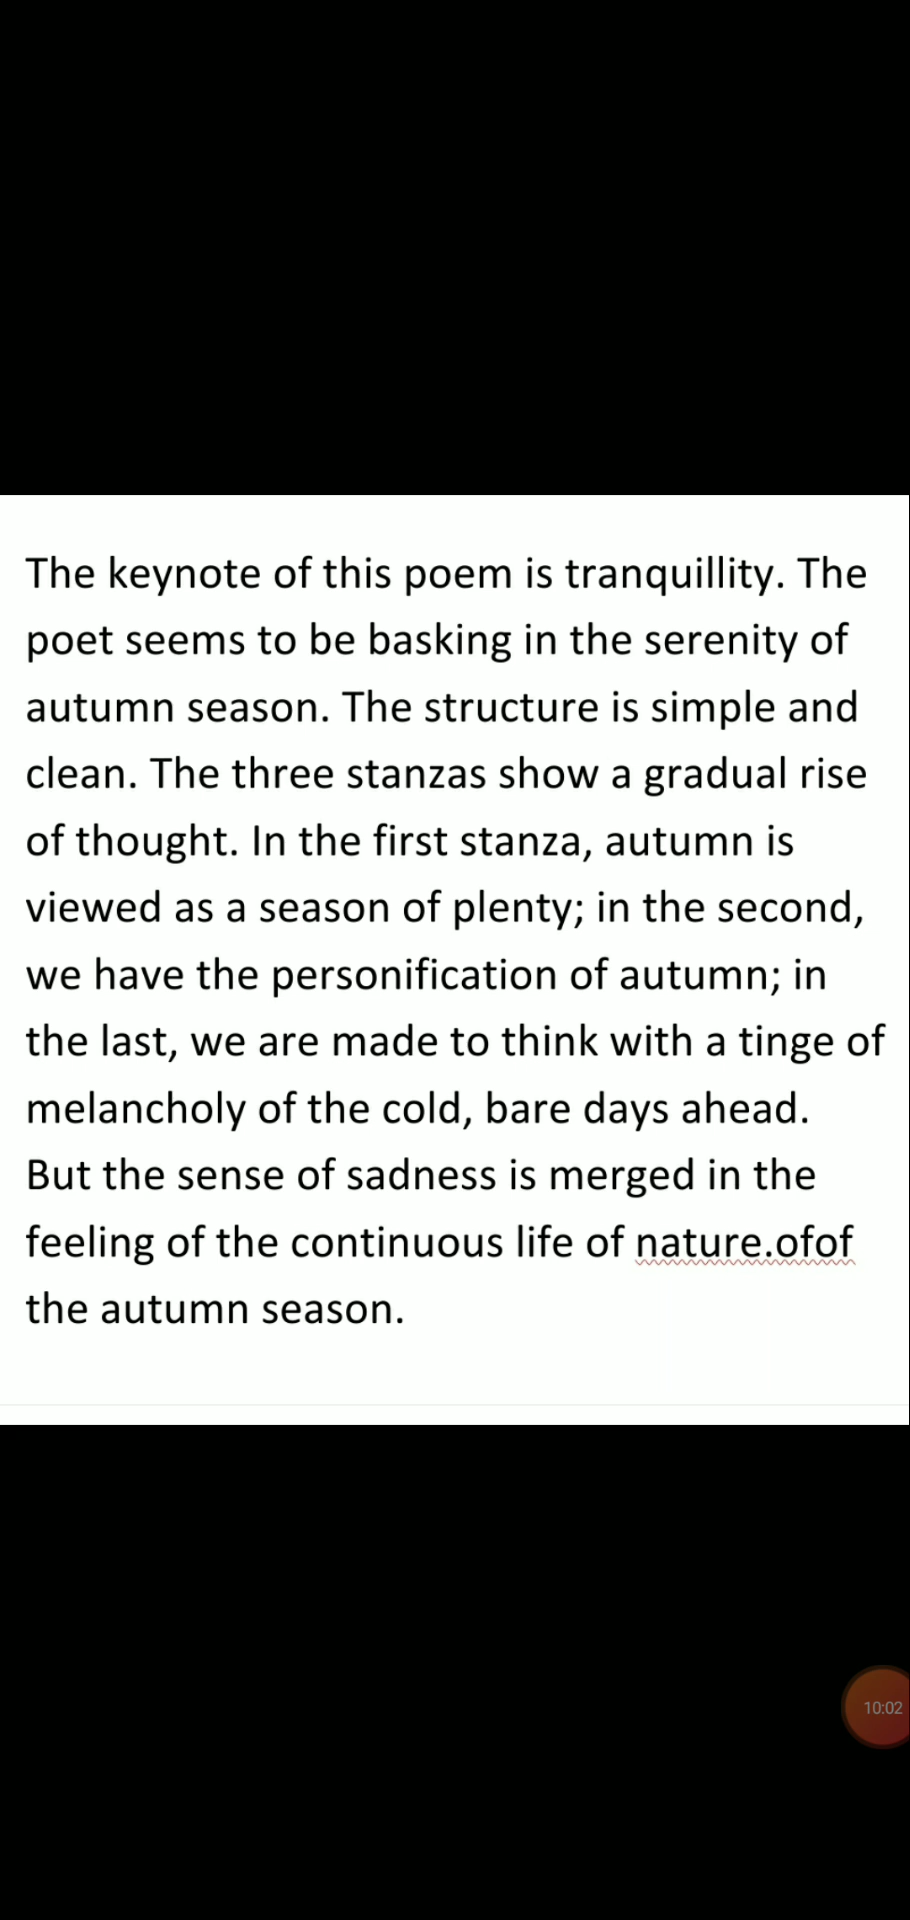 The keynote of this poem is tranquillity. The
poet seems to be basking in the serenity of
autumn season. The structure is simple and
clean. The three stanzas show a gradual rise
of thought. In the first stanza, autumn is
viewed as a season of plenty; in the second,
we have the personification of autumn; in
the last, we are made to think with a tinge of
melancholy of the cold, bare days ahead.
But the sense of sadness is merged in the
feeling of the continuous life of nature.ofof
the autumn season.
10:02